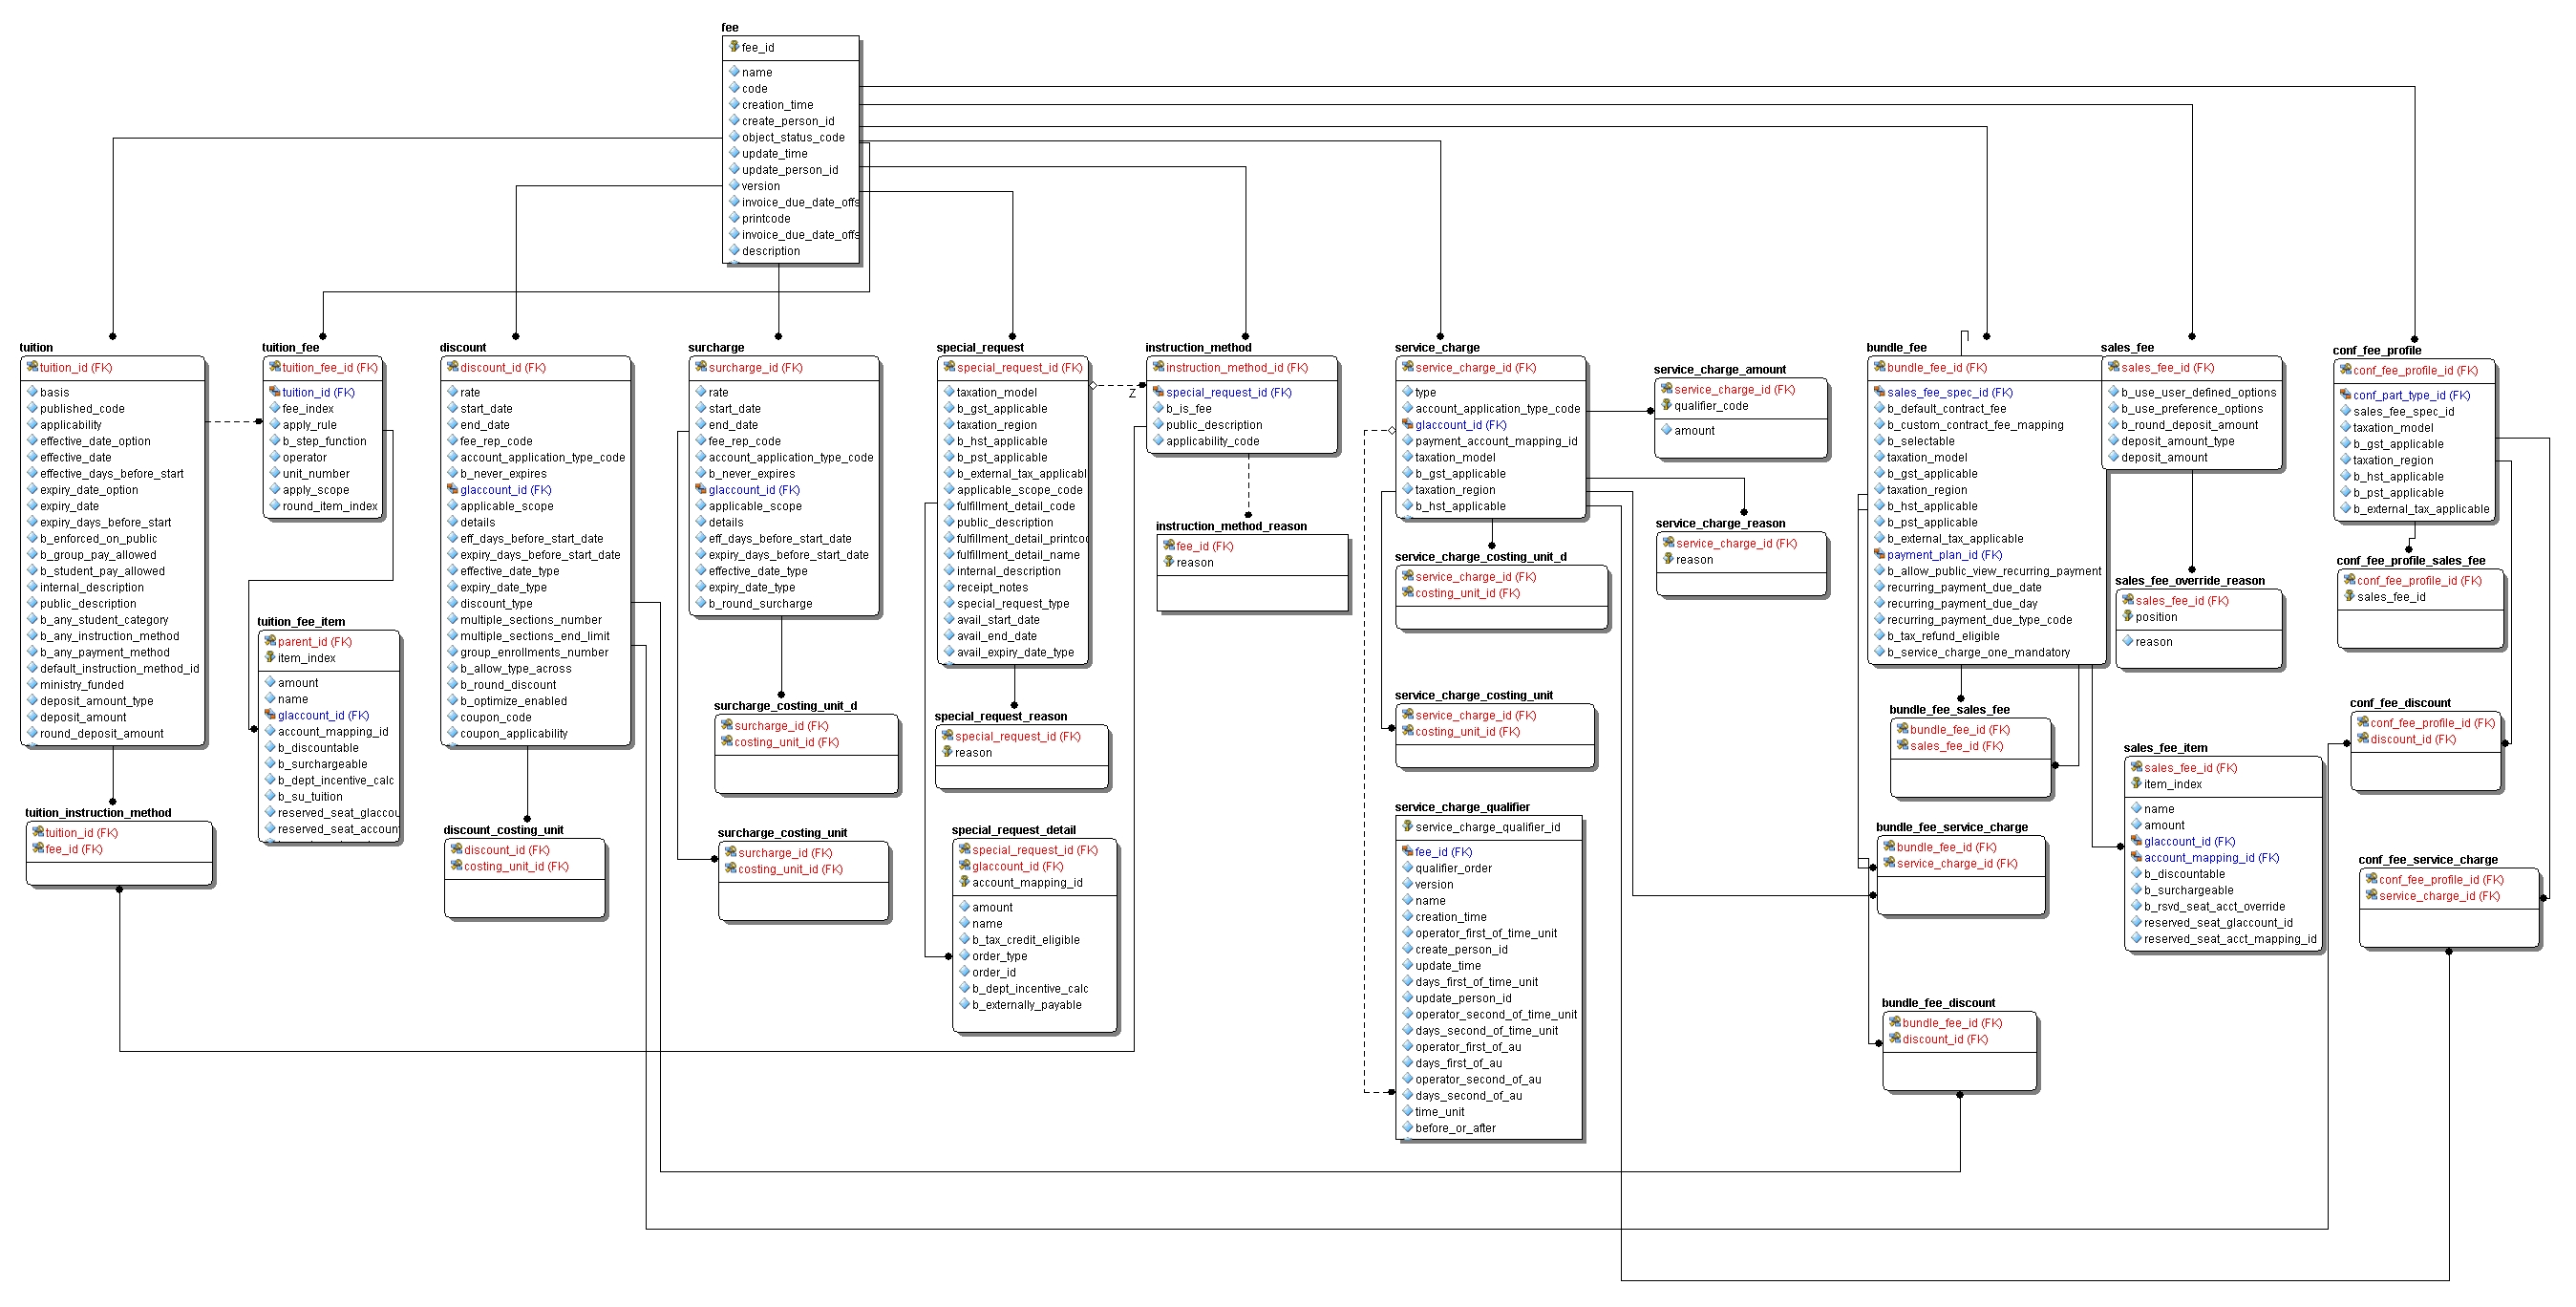 fee
fee_id
name
code
creation_time
create_person_id
object_status_code
update_time
update_person_id
version
invoice_due_date_offs
printcode
invoice_due_date_offs
description
tuition
tuition_id (FK)
basis
published_code
applicability
effective_date_option
effective_date
effective_days_before_start
expiry_date_option
expiry_date
expiry_days_before_start
b_enforced_on_public
b_group_pay_allowed
b_student_pay_allowed
internal_description
public_description
b_any_student_category
b_any_instruction_method
b_any_payment_method
default_instruction_method_id
ministry_funded
deposit_amount_type
deposit_amount
round_deposit_amount
tuition_instruction_method
tuition_id (FK)
fee_id (FK)
tuition_fee
tuition_fee_id (FK)
tuition_id (FK)
fee_index
apply_rule
b_step_function
operator
unit_number
apply_scope
round_item_index
tuition_fee_item
parent_id (FK)
item_index
amount
name
glaccount_id (FK)
account_mapping_id
b_discountable
b_surchargeable
b_dept_incentive_calc
b_su_tuition
reserved_seat_glaccou
reserved_seat_account
discount
discount_id (FK)
rate
start_date
end_date
fee_rep_code
account_application_type_code
b_never_expires
glaccount_id (FK)
applicable_scope
details
eff_days_before_start_date
expiry_days_before_start_date
effective_date_type
expiry_date_type
discount_type
multiple_sections_number
multiple_sections_end_limit
group_enrollments_number
b_allow_type_across
b_round_discount
b_optimize_enabled
coupon_code
coupon_applicability
discount_costing_unit
discount_id (FK)
costing_unit_id (FK)
surcharge
surcharge_id (FK)
rate
start_date
end_date
fee_rep_code
account_application_type_code
b_never_expires
glaccount_id (FK)
applicable_scope
details
eff_days_before_start_date
expiry_days_before_start_date
effective_date_type
expiry_date_type
b_round_surcharge
surcharge_costing_unit_d
surcharge_id (FK)
costing_unit_id (FK)
surcharge_costing_unit
surcharge_id (FK)
costing_unit_id (FK)
special_request
special_request_id (FK)
taxation_model
b_gst_applicable
taxation_region
b_hst_applicable
b_pst_applicable
b_external_tax_applicabl
applicable_scope_code
fulfillment_detail_code
public_description
fulfillment_detail_printcod
fulfillment_detail_name
internal_description
receipt_notes
special_request_type
avail_start_date
avail_end_date
avail_expiry_date_type
special_request_reason
special_request_id (FK)
reason
special_request_detail
special_request_id (FK)
glaccount_id (FK)
account_mapping_id
amount
name
b_tax_credit_eligible
order_type
order_id
b_dept_incentive_calc
b_externally_payable
Z
instruction_method
instruction_method_id (FK)
special_request_id (FK)
b_is_fee
public_description
applicability_code
instruction_method_reason
fee_id (FK)
reason
service_charge
service_charge_id (FK)
type
account_application_type_code
glaccount_id (FK)
payment_account_mapping_id
taxation_model
b_gst_applicable
taxation_region
b_hst_applicable
service_charge_costing_unit_d
service_charge_id (FK)
costing_unit_id (FK)
service_charge_costing_unit
service_charge_id (FK)
costing_unit_id (FK)
service_charge_qualifier
service_charge_qualifier_id
fee_id (FK)
qualifier_order
version
name
creation_time
operator_first_of_time_unit
create_person_id
update_time
days_first_of_time_unit
update_person_id
operator_second_of_time_unit
days_second_of_time_unit
operator_first_of_au
days_first_of_au
operator_second_of_au
days_second_of_au
time_unit
before_or_after
service_charge_amount
service_charge_id (FK)
qualifier_code
amount
service_charge_reason
service_charge_id (FK)
reason
bundle_fee
bundle_fee_id (FK)
sales_fee_spec_id (FK)
b_default_contract_fee
b_custom_contract_fee_mapping
b_selectable
taxation_model
b_gst_applicable
taxation_region
b_hst_applicable
b_pst_applicable
b_external_tax_applicable
payment_plan_id (FK)
b_allow_public_view_recurring_payment
recurring_payment_due_date
recurring_payment_due_day
recurring_payment_due_type_code
b_tax_refund_eligible
b_service_charge_one_mandatory
bundle_fee_sales_fee
bundle_fee_id (FK)
sales_fee_id (FK)
bundle_fee_service_charge
bundle_fee_id (FK)
service_charge_id (FK)
bundle_fee_discount
bundle_fee_id (FK)
discount_id (FK)
sales_fee
sales_fee_id (FK)
b_use_user_defined_options
b_use_preference_options
b_round_deposit_amount
deposit_amount_type
deposit_amount
sales_fee_override_reason
sales_fee_id (FK)
position
reason
sales_fee_item
sales_fee_id (FK)
item_index
name
amount
glaccount_id (FK)
account_mapping_id (FK)
b_discountable
b_surchargeable
b_rsvd_seat_acct_override
reserved_seat_glaccount_id
reserved_seat_acct_mapping_id
conf_fee_profile
conf_fee_profile_id (FK)
conf_part_type_id (FK)
sales_fee_spec_id
taxation_model
b_gst_applicable
taxation_region
b_hst_applicable
b_pst_applicable
b_external_tax_applicable
conf_fee_profile_sales_fee
conf_fee_profile_id (FK)
sales_fee_id
conf_fee_discount
conf_fee_profile_id (FK)
discount_id (FK)
conf_fee_service_charge
conf_fee_profile_id (FK)
service_charge_id (FK)